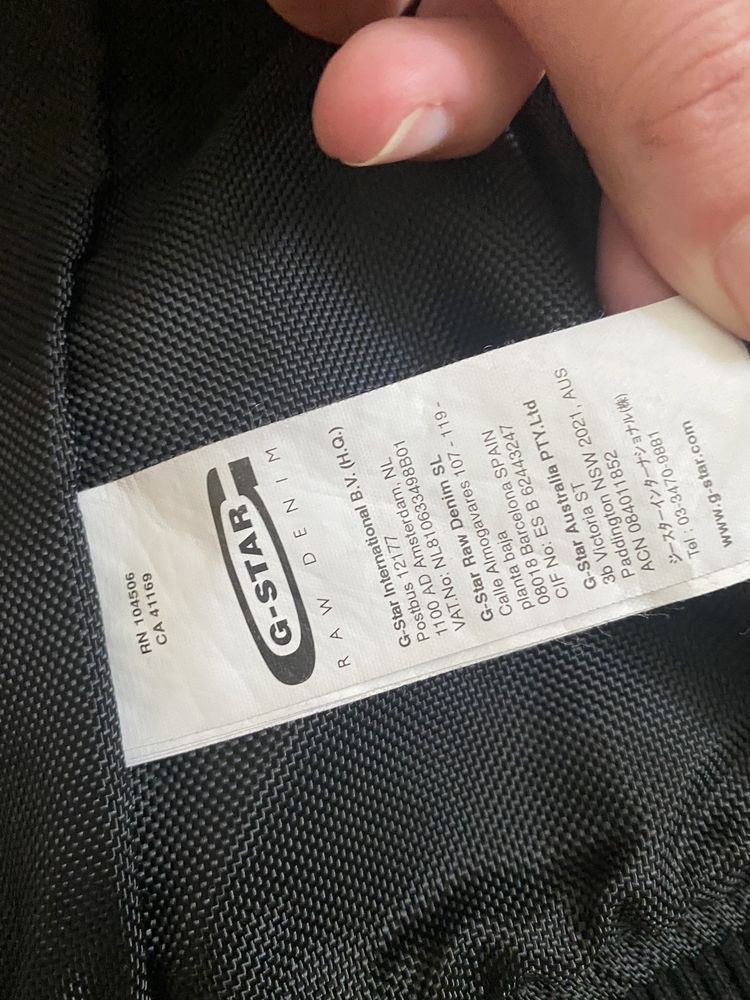 RN 104506
CA 41169
G-STAR
RAW DENIM
G-Star International B.V. (H.Q.)
Postbus 12177
1100 AD Amsterdam, NL
VAT.No: NL810633498B01
G-Star Raw Denim SL
Calle Almogavares 107 - 119 -
A baja
planta Barcelona SPAIN
08018 Barcelona
CIF No: ES B 62443247
G-Star Australia PTY.Ltd
3b Victoria ST
Paddington NSW 2021, AUS
ACN 084011852
ジースターインターナショナル(株)
Tel : 03-3470-9881
www.g-star.com